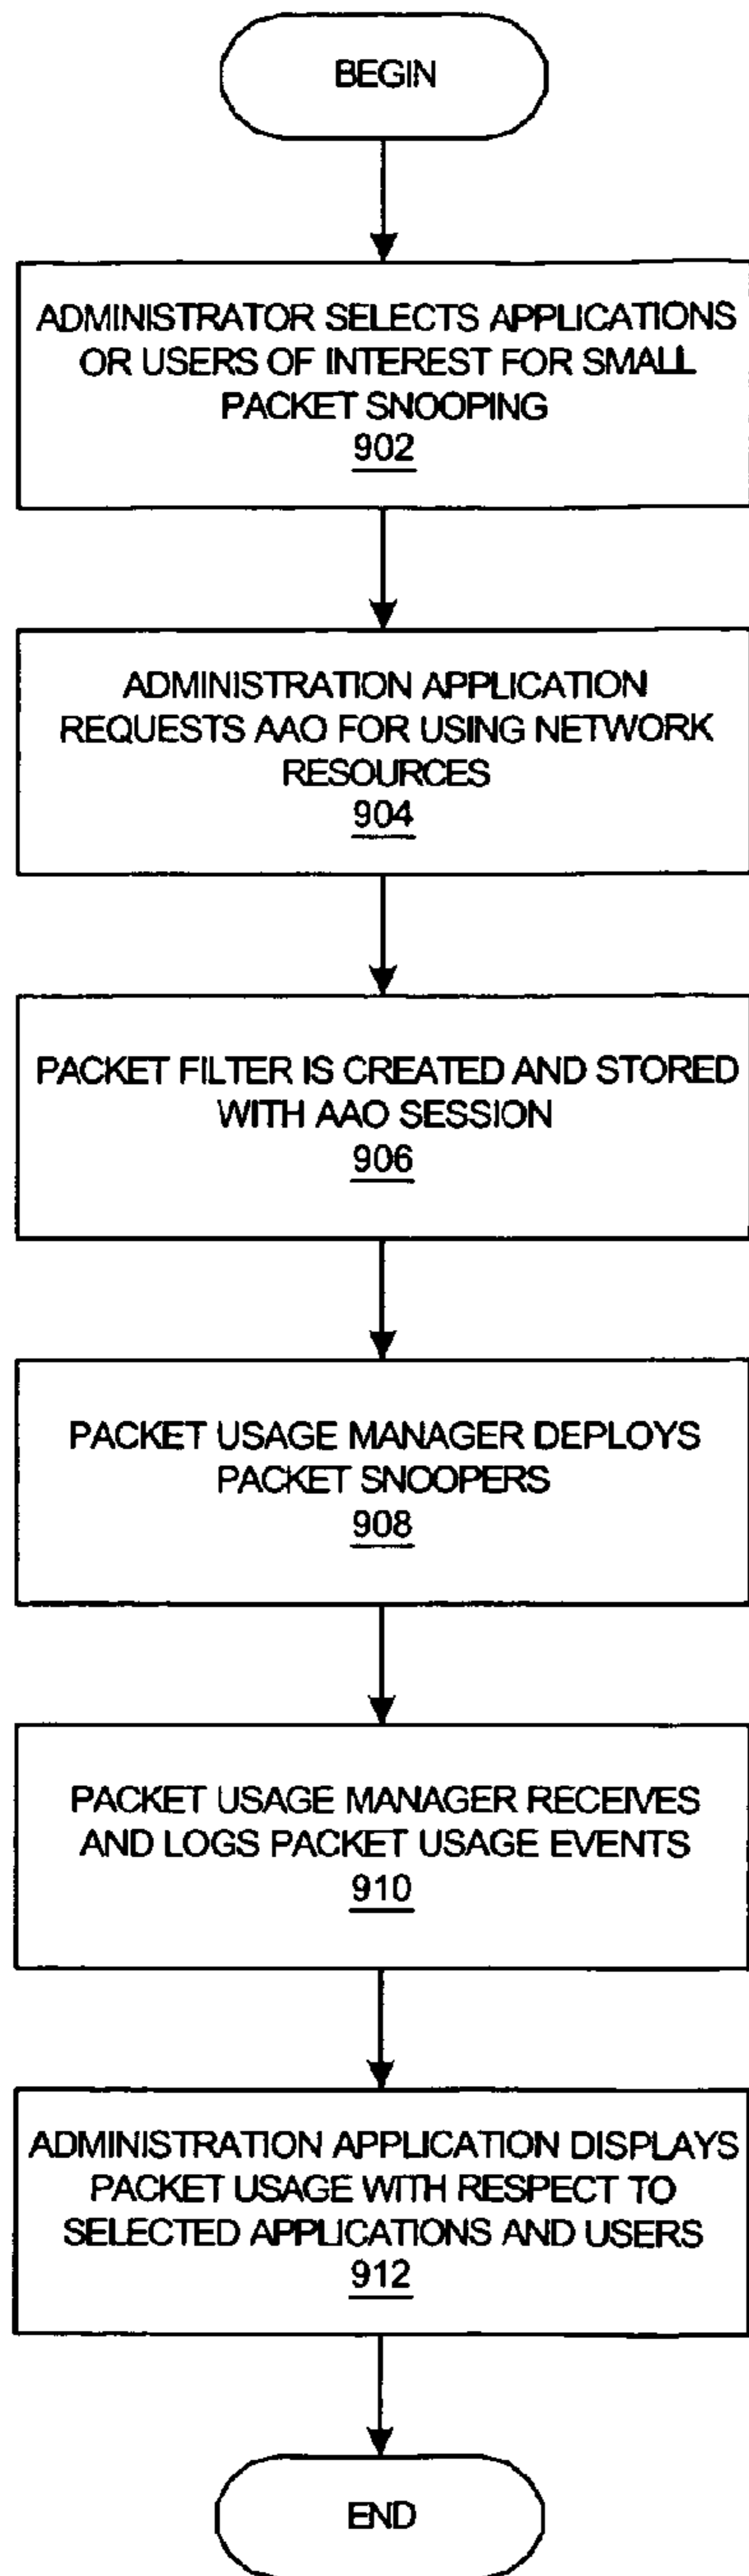 BEGIN
ADMINISTRATOR SELECTS APPLICATIONS
OR USERS OF INTEREST FOR SMALL
PACKET SNOOPING
902
ADMINISTRATION APPLICATION
REQUESTS AAO FOR USING NETWORK
RESOURCES
904
PACKET FILTER IS CREATED AND STORED
WITH AAO SESSION
906
PACKET USAGE MANAGER DEPLOYS
PACKET SNOOPERS
908
PACKET USAGE MANAGER RECEIVES
AND LOGS PACKET USAGE EVENTS
910
ADMINISTRATION APPLICATION DISPLAYS
PACKET USAGE WITH RESPECT TO
SELECTED APPLICATIONS AND USERS
912
END